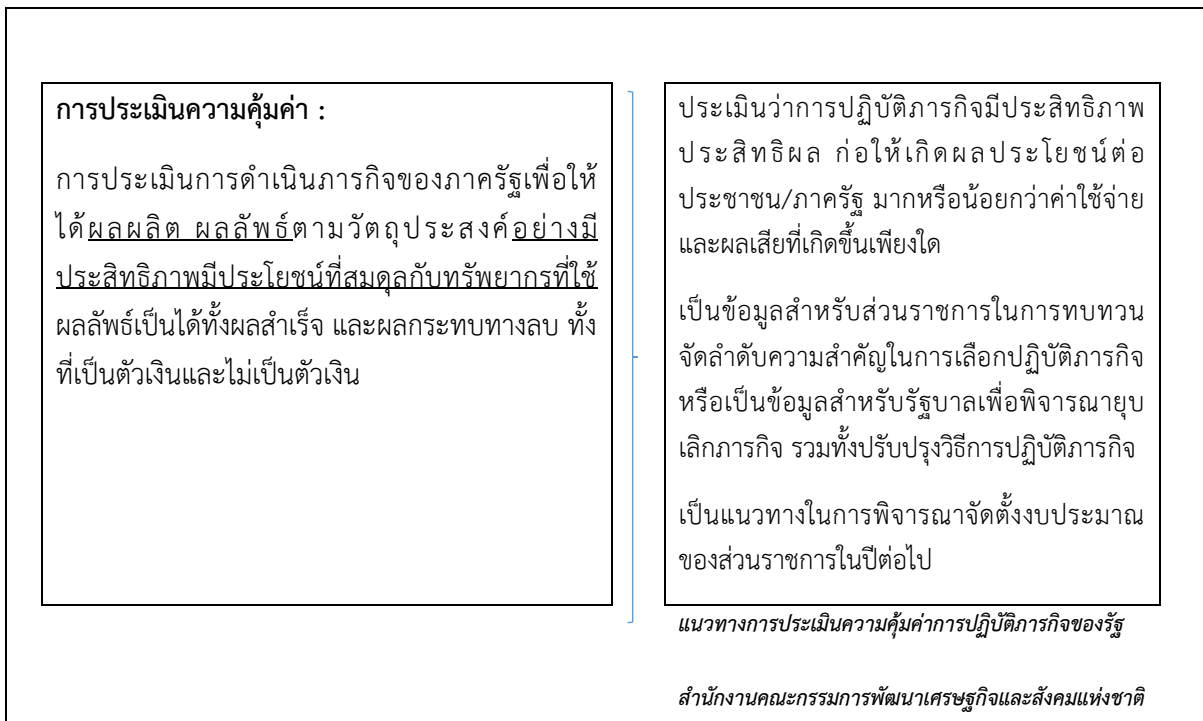 การประเมินความคุ้มค่า :
การประเมินการดำเนินภารกิจของภาครัฐเพื่อให้
ได้ผลผลิต ผลลัพธ์ตามวัตถุประสงค์อย่างมี
ประสิทธิภาพมีประโยชน์ที่สมดุลกับทรัพยากรที่ใช้
ผลลัพธ์เป็นได้ทั้งผลสำเร็จ และผลกระทบทางลบ ทั้ง
ที่เป็นตัวเงินและไม่เป็นตัวเงิน
ประเมินว่าการปฏิบัติภารกิจมีประสิทธิภาพ
ประสิทธิผล ก่อให้เกิดผลประโยชน์ต่อ
ประชาชน/ภาครัฐ มากหรือน้อยกว่าค่าใช้จ่าย
และผลเสียที่เกิดขึ้นเพียงใด
เป็นข้อมูลสำหรับส่วนราชการในการทบทวน
จัดลำดับความสำคัญในการเลือกปฏิบัติภารกิจ
หรือเป็นข้อมูลสำหรับรัฐบาลเพื่อพิจารณายุบ
เลิกภารกิจ รวมทั้งปรับปรุงวิธีการปฏิบัติภารกิจ
เป็นแนวทางในการพิจารณาจัดตั้งงบประมาณ
ของส่วนราชการในปีต่อไป
แนวทางการประเมินความคุ้มค่าการปฏิบัติภารกิจของรัฐ
สำนักงานคณะกรรมการพัฒนาเศรษฐกิจและสังคมแห่งชาติ